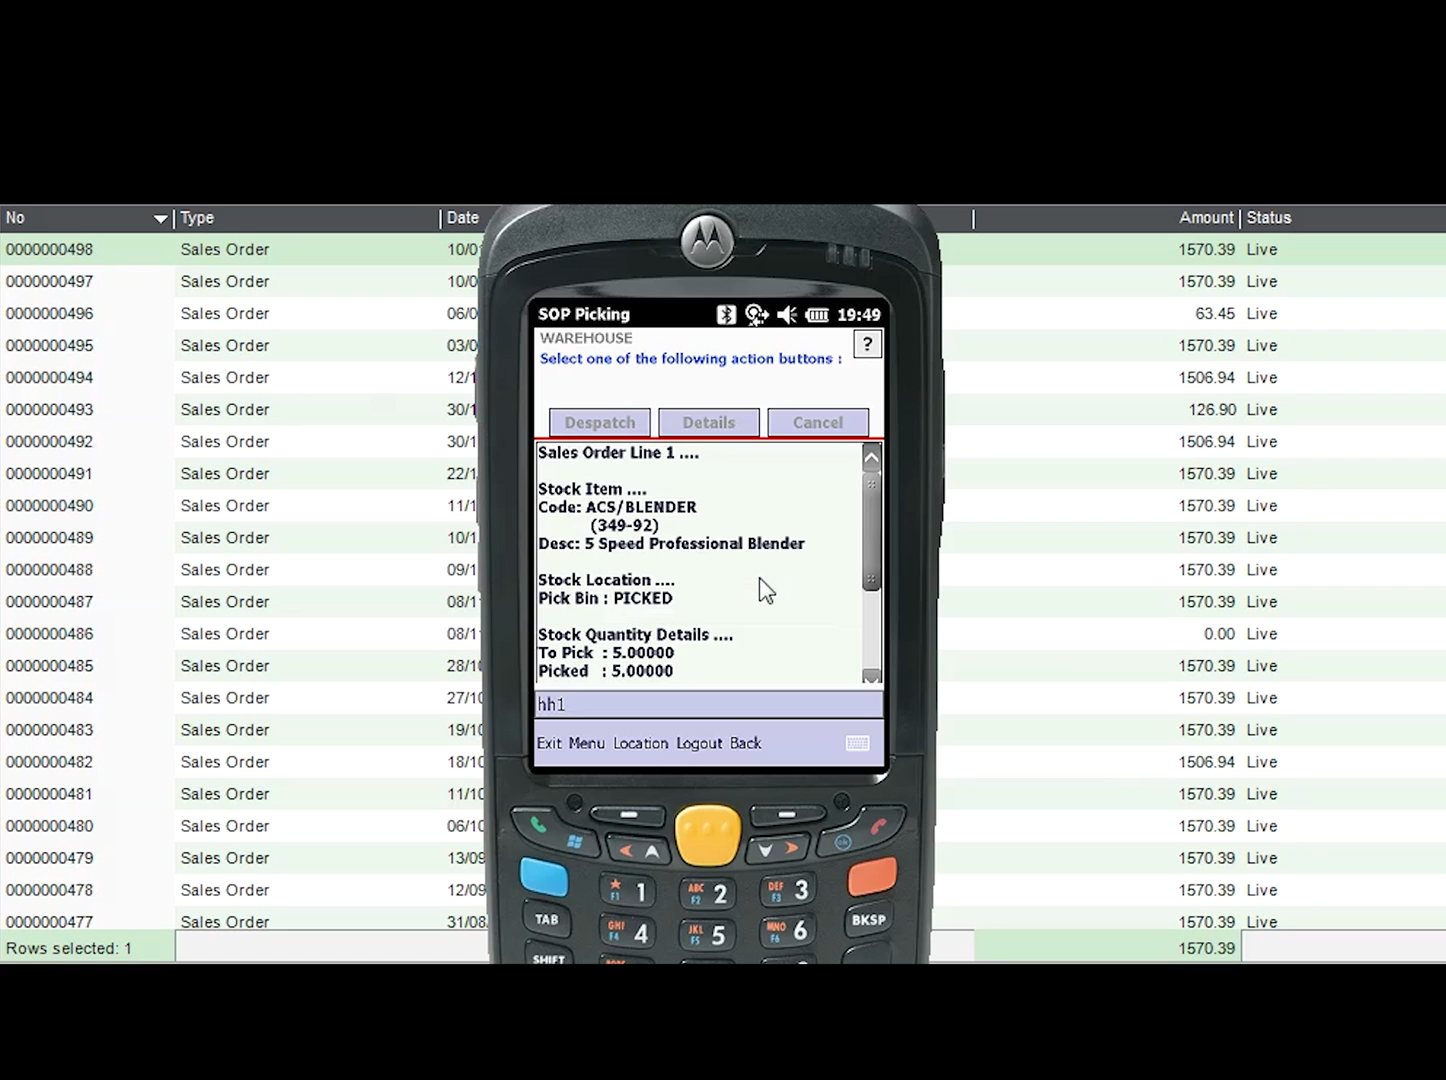 No Type Date Amount Status
0000000498 Sales Order 10/0 1570.39 Live
0000000497 Sales Order 10/0 1570.39 Live
0000000496 Sales Order 06/0 63.45 Live
0000000495 Sales Order 03/0 1570.39 Live
0000000494 Sales Order 12/1 1506.94 Live
0000000493 Sales Order 30/1 126.90 Live
0000000492 Sales Order 30/1 1506.94 Live
0000000491 Sales Order 22/1 1570.39 Live
0000000490 Sales Order 11/1 1570.39 Live
0000000489 Sales Order 10/1 1570.39 Live
0000000488 Sales Order 09/1 1570.39 Live
0000000487 Sales Order 08/1 1570.39 Live
0000000486 Sales Order 08/1 0.00 Live
0000000485 Sales Order 28/10 1570.39 Live
0000000484 Sales Order 27/10 1570.39 Live
0000000483 Sales Order 19/10 1570.39 Live
0000000482 Sales Order 18/10 1506.94 Live
0000000481 Sales Order 11/10 1570.39 Live
0000000480 Sales Order 06/10 1570.39 Live
0000000479 Sales Order 13/09 1570.39 Live
0000000478 Sales Order 12/09 1570.39 Live
0000000477 Sales Order 31/08 1570.39 Live
Rows selected: 1 1570.39
SOP Picking 19:49
WAREHOUSE ?
Select one of the following action buttons :
Despatch Details Cancel
Sales Order Line 1 ....
Stock Item ....
Code: ACS/BLENDER
(349-92)
Desc: 5 Speed Professional Blender
Stock Location ....
Pick Bin : PICKED
Stock Quantity Details ....
To Pick : 5.00000
Picked : 5.00000
hh1
Exit Menu Location Logout Back
ok
F1 1 ABC F2 2 DEF F3 3
TAB GHI F4 4 JKL F5 5 MNO F6 6 BKSP
SHIFT